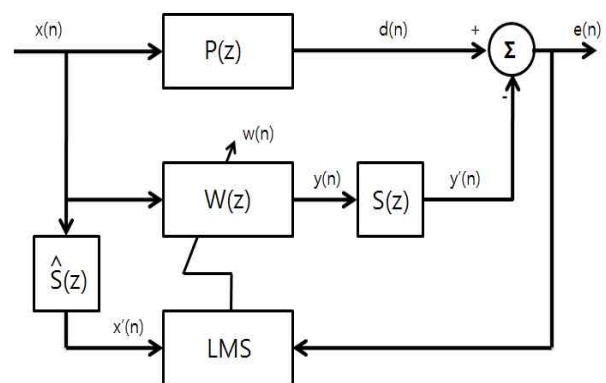 x(n)
P(z)
d(n)
+
Σ
e(n)
-
w(n)
W(z)
y(n)
S(z)
y'(n)
Ŝ(z)
x'(n)
LMS